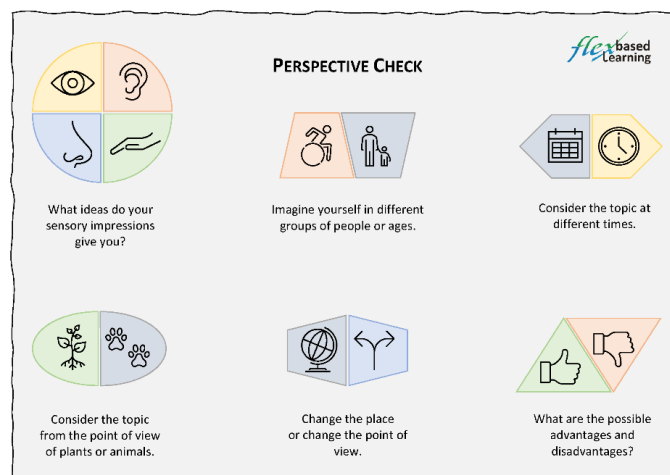 PERSPECTIVE CHECK
flexbased
Learning
What ideas do your
sensory impressions
give you?
Imagine yourself in different
groups of people or ages.
Consider the topic at
different times.
Consider the topic
from the point of view
of plants or animals.
Change the place
or change the point of
view.
What are the possible
advantages and
disadvantages?